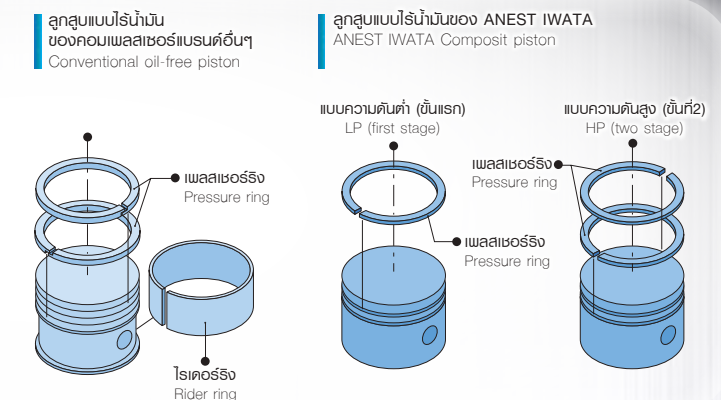 ลูกสูบแบบไร้น้ำมัน
ของคอมเพลสเซอร์แบรนด์อื่นๆ
Conventional oil-free piston
ลูกสูบแบบไร้น้ำมันของ ANEST IWATA
ANEST IWATA Composit piston
แบบความดันต่ำ (ขั้นแรก)
LP (first stage)
แบบความดันสูง (ขั้นที่2)
HP (two stage)
เพลสเซอร์ริง
Pressure ring
เพลสเซอร์ริง
Pressure ring
เพลสเซอร์ริง
Pressure ring
ไรเดอร์ริง
Rider ring